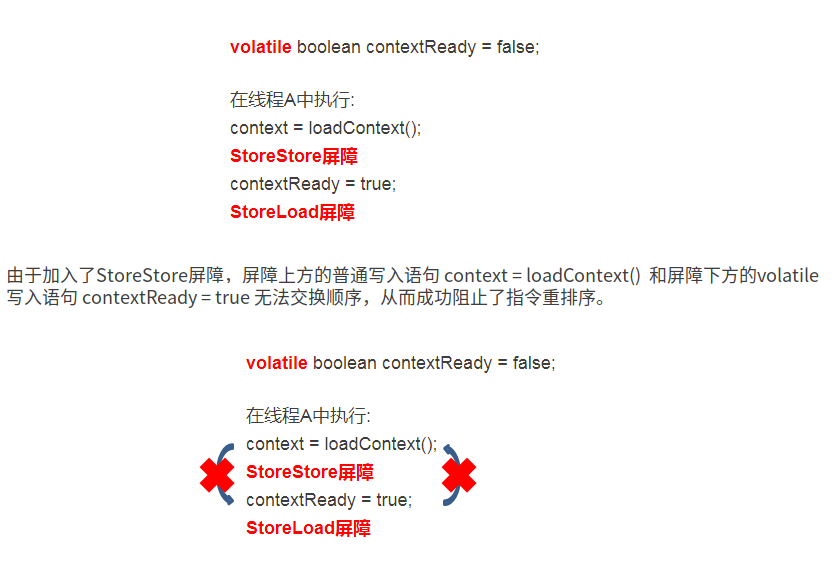 volatile boolean contextReady = false;
在线程A中执行:
context = loadContext();
StoreStore屏障
contextReady = true;
StoreLoad屏障
由于加入了StoreStore屏障，屏障上方的普通写入语句 context = loadContext()  和屏障下方的volatile
写入语句 contextReady = true 无法交换顺序，从而成功阻止了指令重排序。
volatile boolean contextReady = false;
在线程A中执行:
context = loadContext();
StoreStore屏障
contextReady = true;
StoreLoad屏障